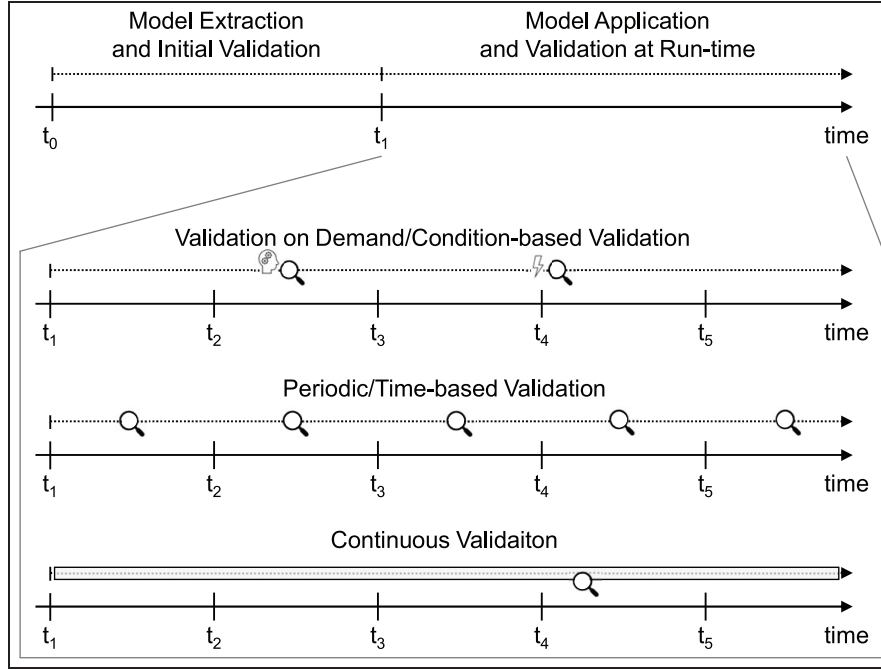 Model Extraction
and Initial Validation
Model Application
and Validation at Run-time
t0 t1 time
Validation on Demand/Condition-based Validation
t1 t2 t3 t4 t5 time
Periodic/Time-based Validation
t1 t2 t3 t4 t5 time
Continuous Validaiton
t1 t2 t3 t4 t5 time